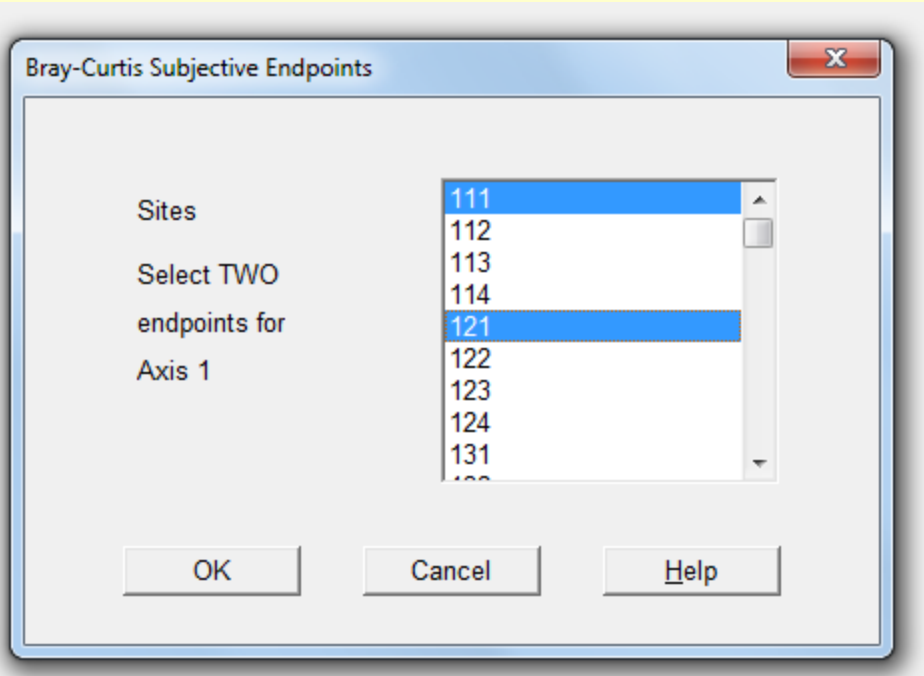 Bray-Curtis Subjective Endpoints
X
Sites
Select TWO
endpoints for
Axis 1
111
112
113
114
121
122
123
124
131
OK
Cancel
Help